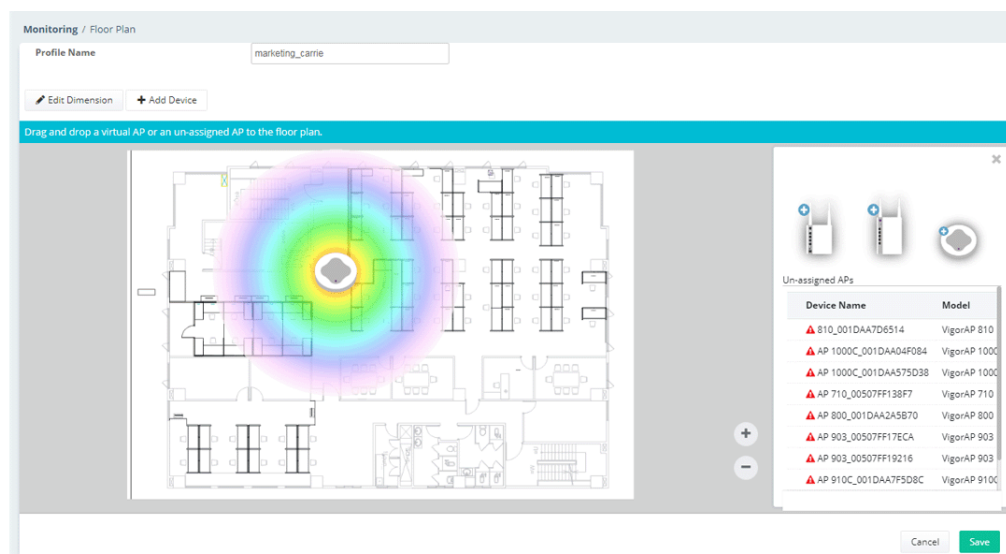 Monitoring / Floor Plan
Profile Name marketing_carrie
Edit Dimension Add Device
Drag and drop a virtual AP or an un-assigned AP to the floor plan.
Un-assigned APs
Device Name Model
810_001DAA7D6514 VigorAP 810
AP 1000C_001DAA04F084 VigorAP 1000
AP 1000C_001DAA575D38 VigorAP 1000
AP 710_00507FF138F7 VigorAP 710
AP 800_001DAA2A5B70 VigorAP 800
AP 903_00507FF17ECA VigorAP 903
AP 903_00507FF19216 VigorAP 903
AP 910C_001DAA7F5D8C VigorAP 910C
Cancel Save